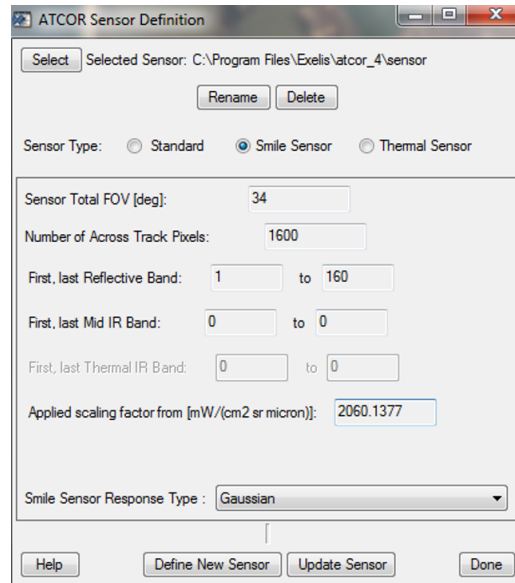 ATCOR Sensor Definition
Select Selected Sensor: C:\Program Files\Exelis\atcor_4\sensor
Rename Delete
Sensor Type: Standard Smile Sensor Thermal Sensor
Sensor Total FOV [deg]: 34
Number of Across Track Pixels: 1600
First, last Reflective Band: 1 to 160
First, last Mid IR Band: 0 to 0
First, last Thermal IR Band: 0 to 0
Applied scaling factor from [mW/(cm2 sr micron)]: 2060.1377
Smile Sensor Response Type : Gaussian
Help Define New Sensor Update Sensor Done